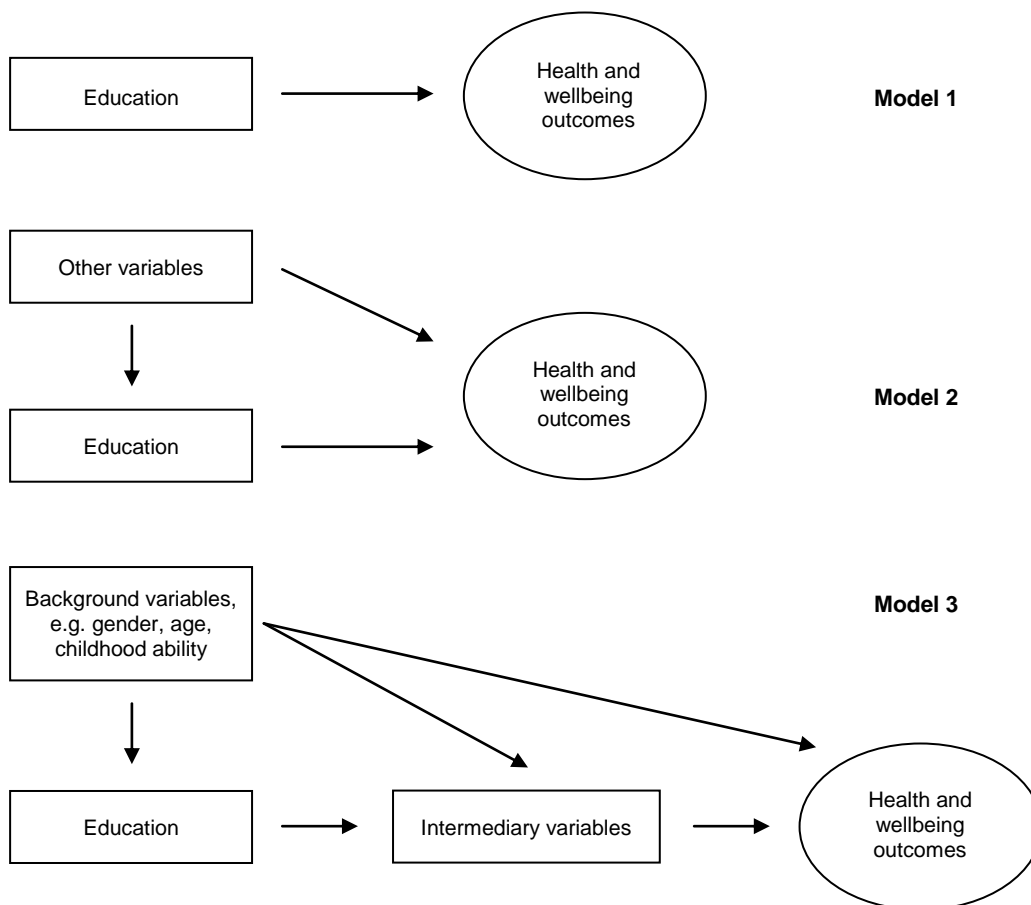 Education
Health and
wellbeing
outcomes
Model 1
Other variables
Health and
wellbeing
outcomes
Model 2
Education
Background variables,
e.g. gender, age,
childhood ability
Model 3
Education
Intermediary variables
Health and
wellbeing
outcomes